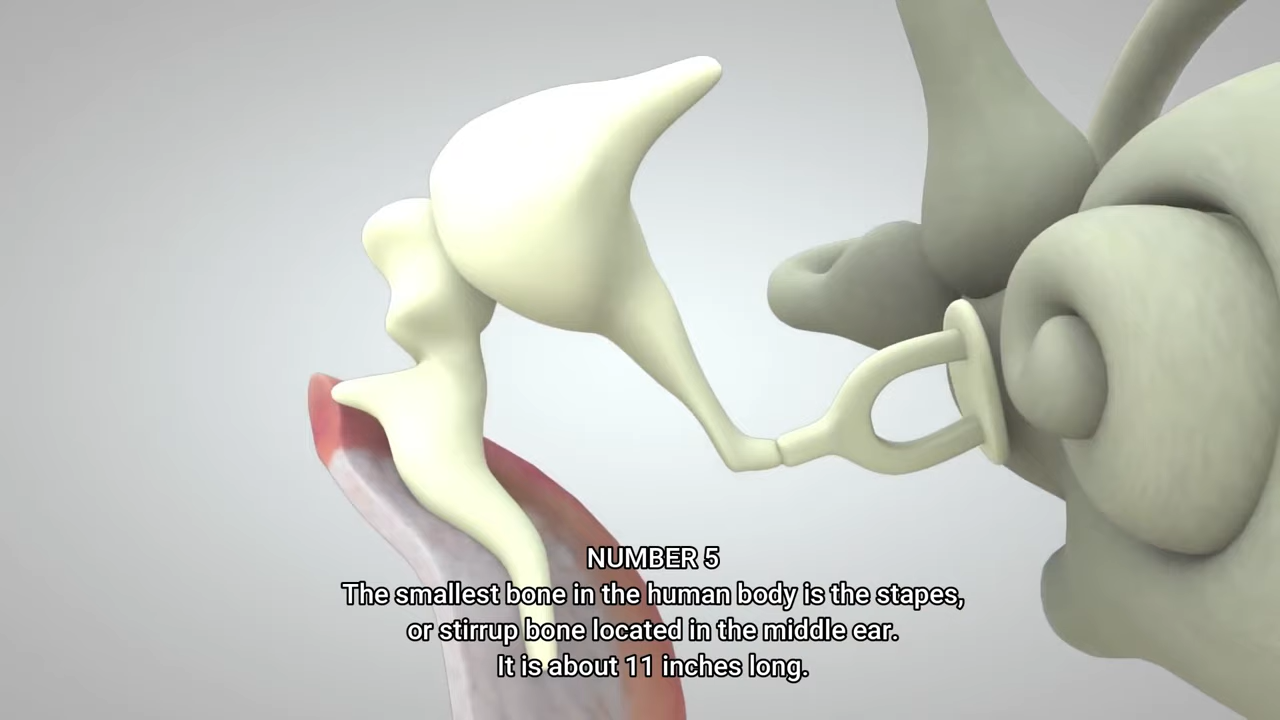 NUMBER 5
The smallest bone in the human body is the stapes,
or stirrup bone located in the middle ear.
It is about 11 inches long.